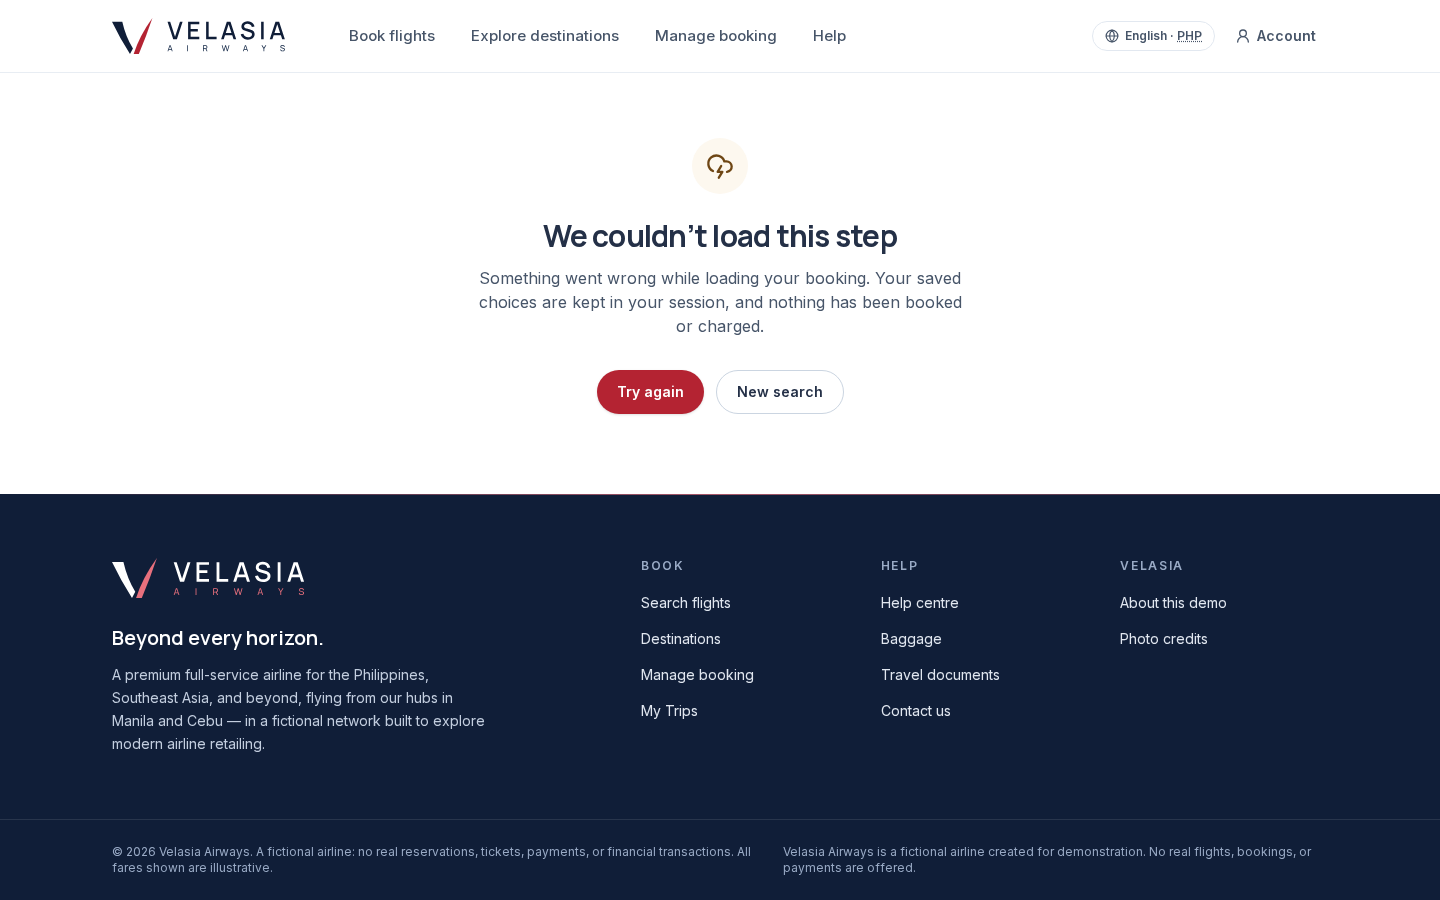 VELASIA
AIRWAYS
Book flights
Explore destinations
Manage booking
Help
English · PHP
Account
We couldn’t load this step
Something went wrong while loading your booking. Your saved
choices are kept in your session, and nothing has been booked
or charged.
Try again
New search
VELASIA
AIRWAYS
Beyond every horizon.
A premium full-service airline for the Philippines,
Southeast Asia, and beyond, flying from our hubs in
Manila and Cebu — in a fictional network built to explore
modern airline retailing.
BOOK
Search flights
Destinations
Manage booking
My Trips
HELP
Help centre
Baggage
Travel documents
Contact us
VELASIA
About this demo
Photo credits
© 2026 Velasia Airways. A fictional airline: no real reservations, tickets, payments, or financial transactions. All
fares shown are illustrative.
Velasia Airways is a fictional airline created for demonstration. No real flights, bookings, or
payments are offered.